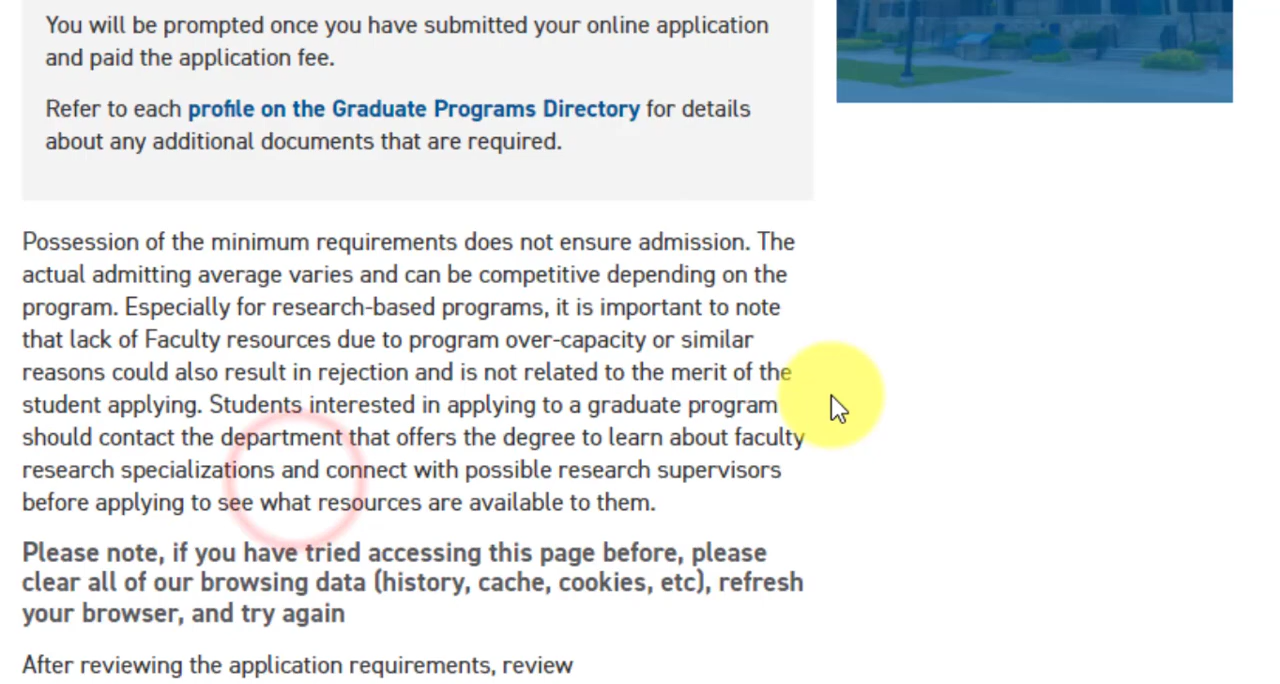 You will be prompted once you have submitted your online application
and paid the application fee.
Refer to each profile on the Graduate Programs Directory for details
about any additional documents that are required.
Possession of the minimum requirements does not ensure admission. The
actual admitting average varies and can be competitive depending on the
program. Especially for research-based programs, it is important to note
that lack of Faculty resources due to program over-capacity or similar
reasons could also result in rejection and is not related to the merit of the
student applying. Students interested in applying to a graduate program
should contact the department that offers the degree to learn about faculty
research specializations and connect with possible research supervisors
before applying to see what resources are available to them.
Please note, if you have tried accessing this page before, please
clear all of our browsing data (history, cache, cookies, etc), refresh
your browser, and try again
After reviewing the application requirements, review